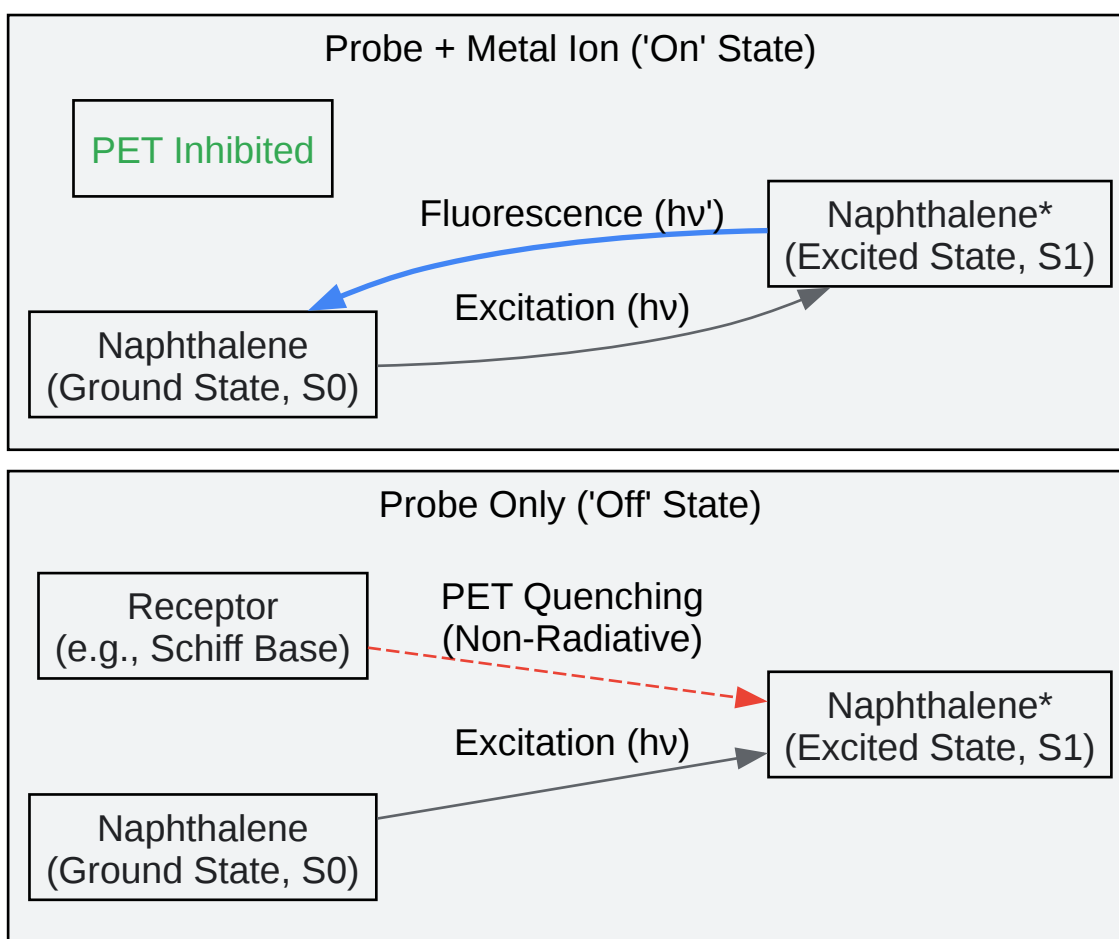 Probe + Metal Ion ('On' State)
PET Inhibited
Fluorescence (hν')
Naphthalene*
(Excited State, S1)
Excitation (hν)
Naphthalene
(Ground State, S0)
Probe Only ('Off' State)
Receptor
(e.g., Schiff Base)
PET Quenching
(Non-Radiative)
Naphthalene*
(Excited State, S1)
Excitation (hν)
Naphthalene
(Ground State, S0)